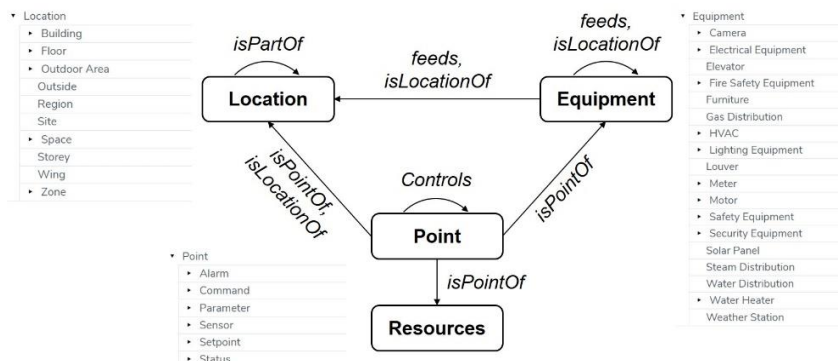 Location
Building
Floor
Outdoor Area
Outside
Region
Site
Space
Storey
Wing
Zone
isPartOf
Location
feeds,
isLocationOf
feeds,
isLocationOf
Equipment
isPointOf,
isLocationOf
Controls
isPointOf
Point
isPointOf
Resources
Point
Alarm
Command
Parameter
Sensor
Setpoint
Status
Equipment
Camera
Electrical Equipment
Elevator
Fire Safety Equipment
Furniture
Gas Distribution
HVAC
Lighting Equipment
Louver
Meter
Motor
Safety Equipment
Security Equipment
Solar Panel
Steam Distribution
Water Distribution
Water Heater
Weather Station